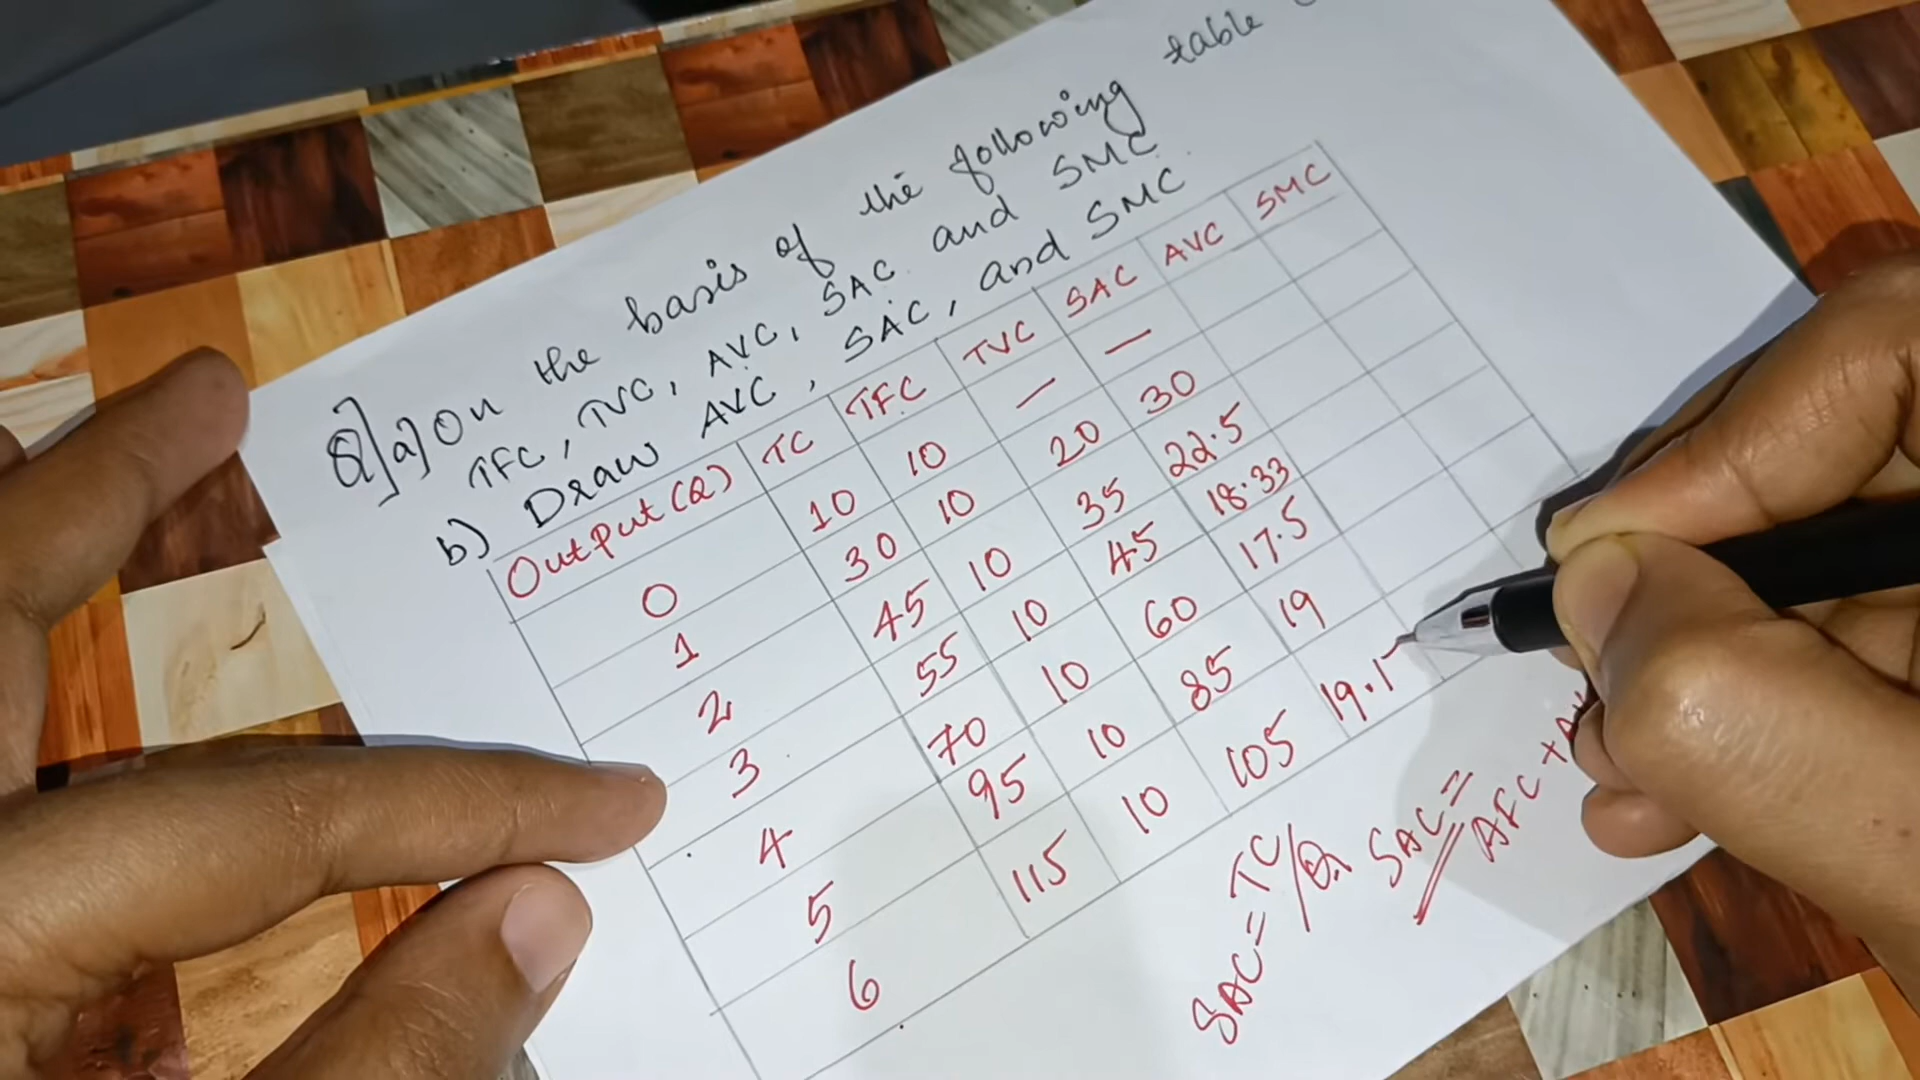 Q]a] On the basis of the following table
TFC, TVC, AVC, SAC and SMC
b) Draw AVC, SAC, and SMC.
Output(Q) TC TFC TVC SAC AVC SMC
0 10 10 — —
1 30 10 20 30
2 45 10 35 22.5
3 55 10 45 18.33
4 70 10 60 17.5
5 95 10 85 19
6 115 10 105 19.1
SAC = TC/Q
SAC =
AFC +